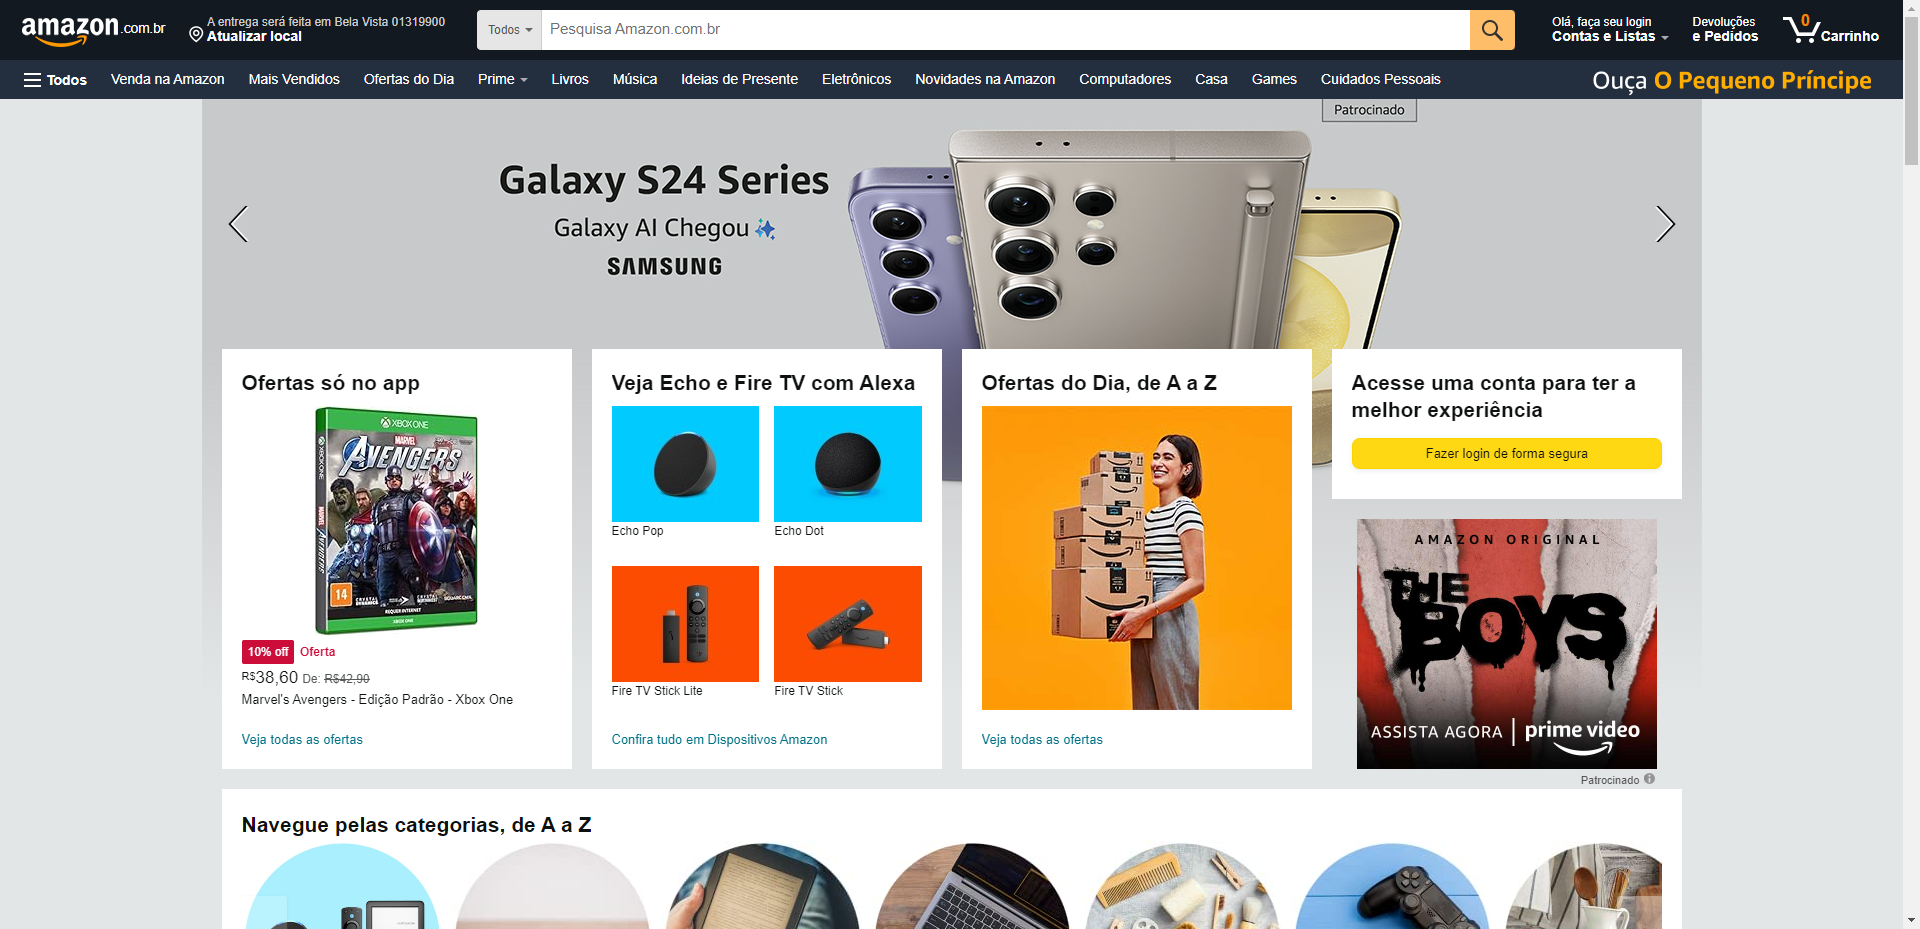 amazon.com.br
A entrega será feita em Bela Vista 01319900
Atualizar local
Todos
Pesquisa Amazon.com.br
Olá, faça seu login
Contas e Listas
Devoluções
e Pedidos
0
Carrinho
Todos
Venda na Amazon
Mais Vendidos
Ofertas do Dia
Prime
Livros
Música
Ideias de Presente
Eletrônicos
Novidades na Amazon
Computadores
Casa
Games
Cuidados Pessoais
Ouça O Pequeno Príncipe
Patrocinado
Galaxy S24 Series
Galaxy AI Chegou
SAMSUNG
Ofertas só no app
XBOX ONE
MARVEL
AVENGERS
14
REQUER INTERNET
XBOX ONE
10% off Oferta
R$38,60 De: R$42,90
Marvel's Avengers - Edição Padrão - Xbox One
Veja todas as ofertas
Veja Echo e Fire TV com Alexa
Echo Pop
Echo Dot
Fire TV Stick Lite
Fire TV Stick
Confira tudo em Dispositivos Amazon
Ofertas do Dia, de A a Z
Veja todas as ofertas
Acesse uma conta para ter a
melhor experiência
Fazer login de forma segura
AMAZON ORIGINAL
THE
BOYS
ASSISTA AGORA | prime video
Patrocinado
Navegue pelas categorias, de A a Z